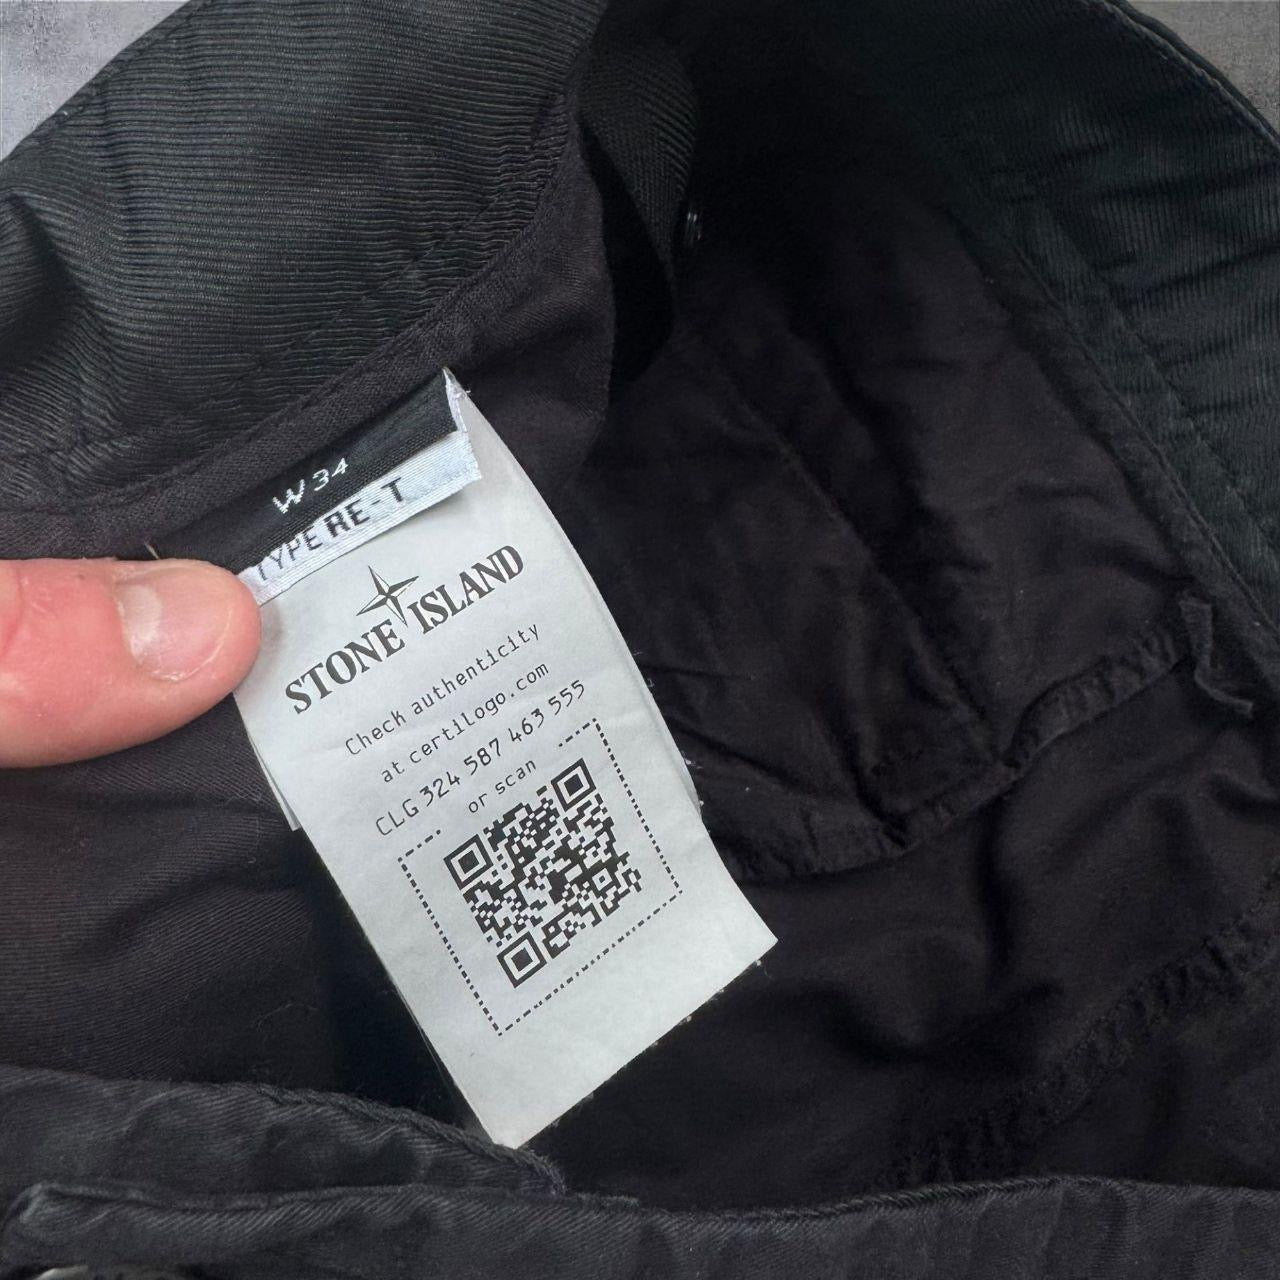 W34
TYPE RE-T
STONE ISLAND
Check authenticity
at certilogo.com
CLG 324 587 463 555
or scan